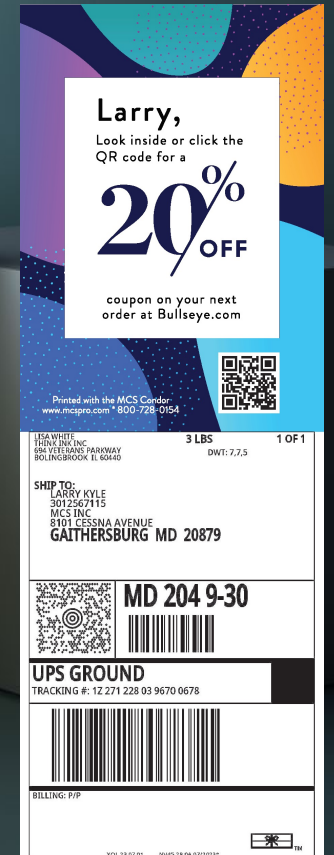 Larry,
Look inside or click the
QR code for a
20%
OFF
coupon on your next
order at Bullseye.com
Printed with the MCS Condor
www.mcspro.com * 800-728-0154
LISA WHITE
THINK INK INC
694 VETERANS PARKWAY
BOLINGBROOK IL 60440
3 LBS
1 OF 1
DWT: 7,7,5
SHIP TO:
LARRY KYLE
3012567115
MCS INC
8101 CESSNA AVENUE
GAITHERSBURG MD 20879
MD 204 9-30
UPS GROUND
TRACKING #: 1Z 271 228 03 9670 0678
BILLING: P/P
TM